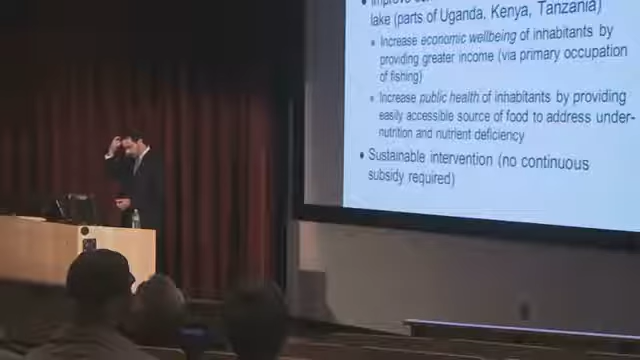 lake (parts of Uganda, Kenya, Tanzania)
Increase economic wellbeing of inhabitants by
providing greater income (via primary occupation
of fishing)
Increase public health of inhabitants by providing
easily accessible source of food to address under-
nutrition and nutrient deficiency
• Sustainable intervention (no continuous
subsidy required)